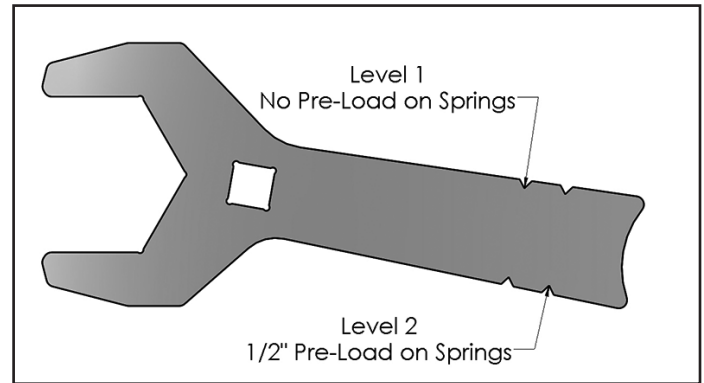 Level 1
No Pre-Load on Springs
Level 2
1/2" Pre-Load on Springs